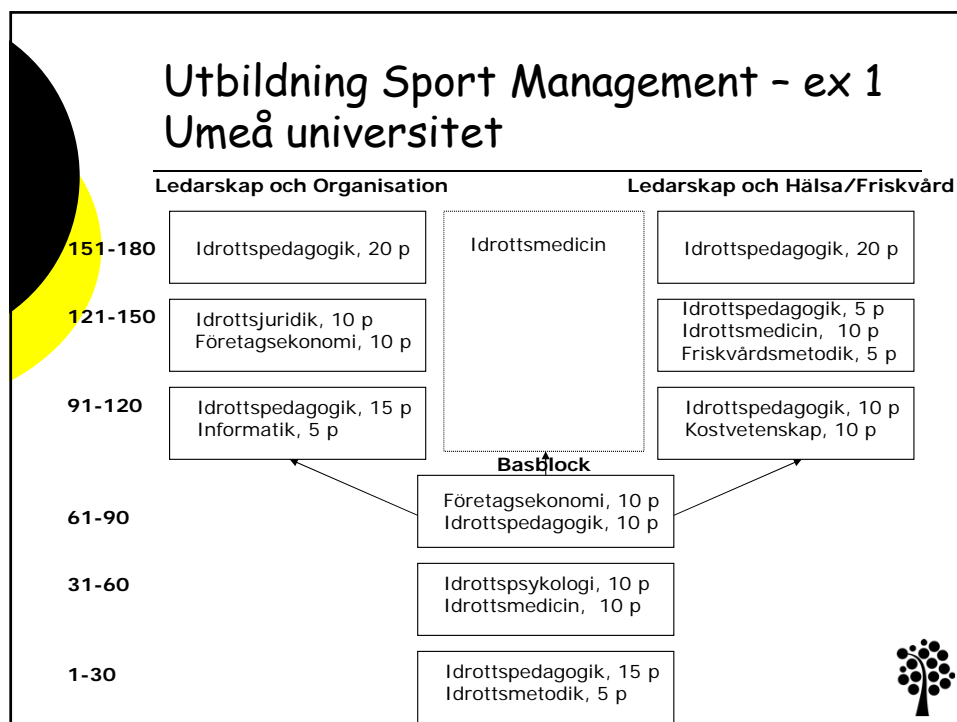 Utbildning Sport Management – ex 1
Umeå universitet
Ledarskap och Organisation
Ledarskap och Hälsa/Friskvård
151-180
Idrottspedagogik, 20 p
Idrottsmedicin
Idrottspedagogik, 20 p
121-150
Idrottsjuridik, 10 p
Företagsekonomi, 10 p
Idrottspedagogik, 5 p
Idrottsmedicin, 10 p
Friskvårdsmetodik, 5 p
91-120
Idrottspedagogik, 15 p
Informatik, 5 p
Idrottspedagogik, 10 p
Kostvetenskap, 10 p
Basblock
61-90
Företagsekonomi, 10 p
Idrottspedagogik, 10 p
31-60
Idrottspsykologi, 10 p
Idrottsmedicin, 10 p
1-30
Idrottspedagogik, 15 p
Idrottsmetodik, 5 p